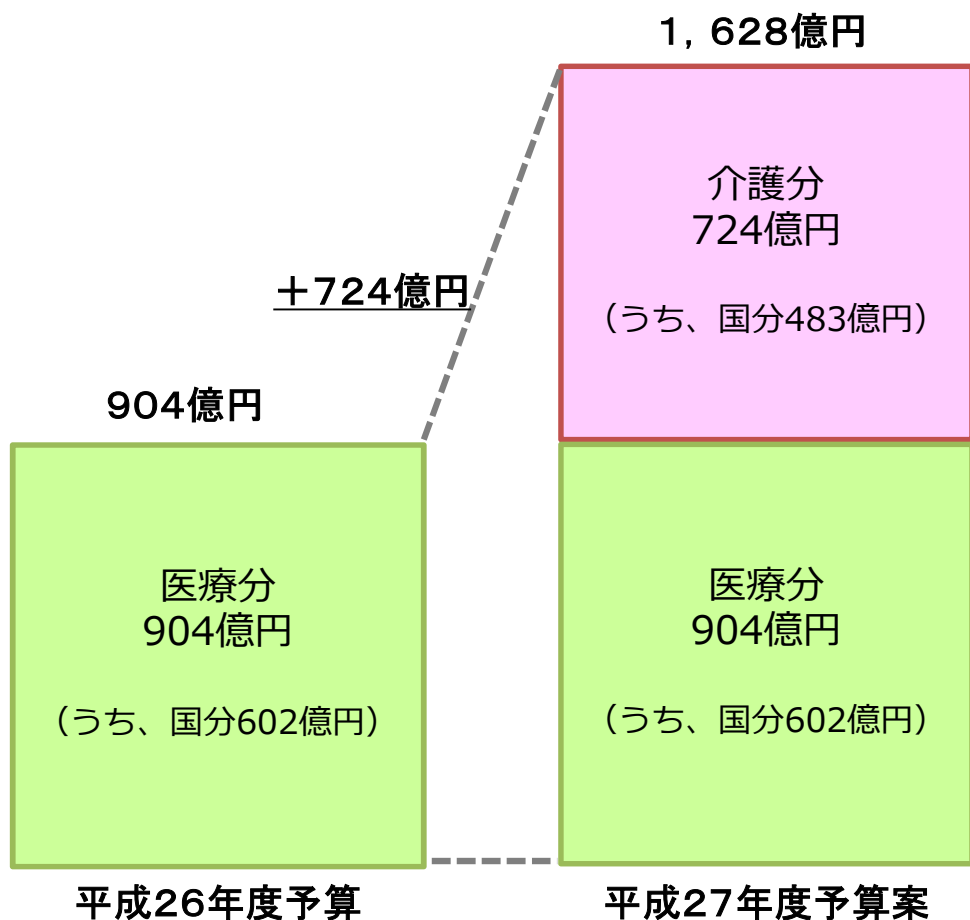 1，628億円
介護分
724億円
（うち、国分483億円）
＋724億円
904億円
医療分
904億円
（うち、国分602億円）
医療分
904億円
（うち、国分602億円）
平成26年度予算
平成27年度予算案